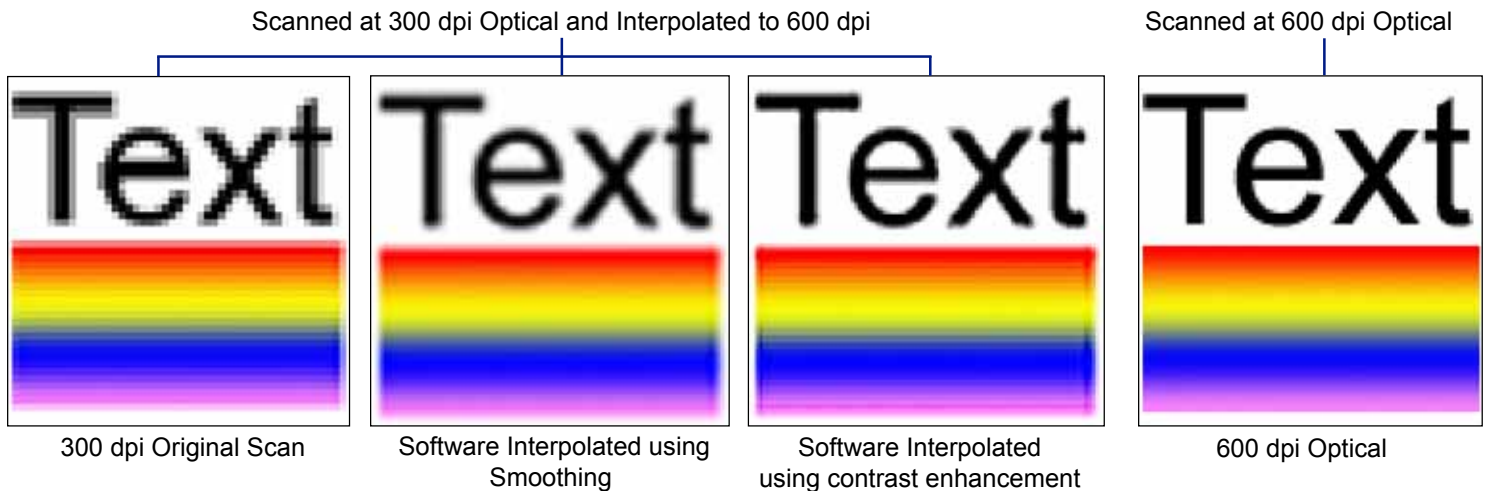 Scanned at 300 dpi Optical and Interpolated to 600 dpi
Scanned at 600 dpi Optical
Text
Text
Text
Text
300 dpi Original Scan
Software Interpolated using
Smoothing
Software Interpolated
using contrast enhancement
600 dpi Optical